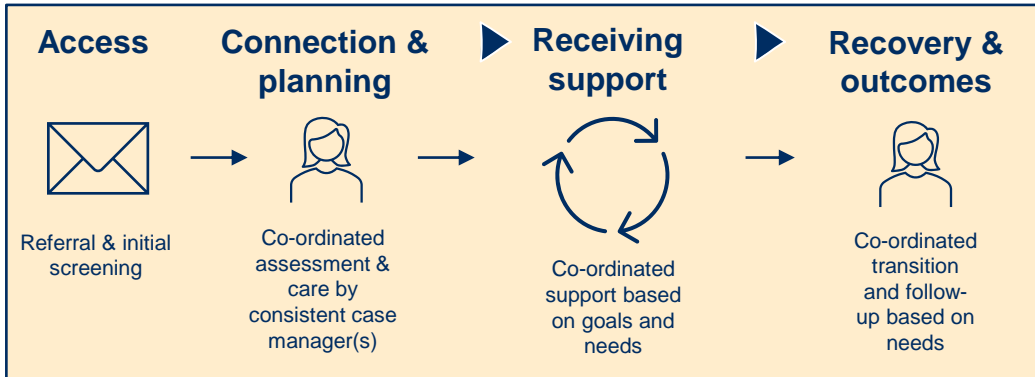 Access
Referral & initial
screening
Connection &
planning
Co-ordinated
assessment &
care by
consistent case
manager(s)
Receiving
support
Co-ordinated
support based
on goals and
needs
Recovery &
outcomes
Co-ordinated
transition
and follow-
up based on
needs